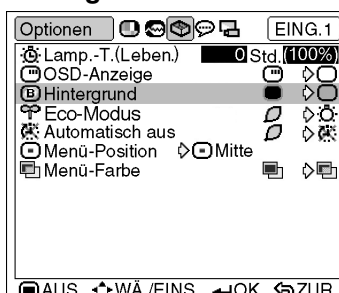 Optionen EING.1
Lamp.-T.(Leben.) 0 Std.(100%)
OSD-Anzeige
B Hintergrund
Eco-Modus
Automatisch aus
Menü-Position Mitte
Menü-Farbe
AUS WÄ./EINS. OK ZUR.